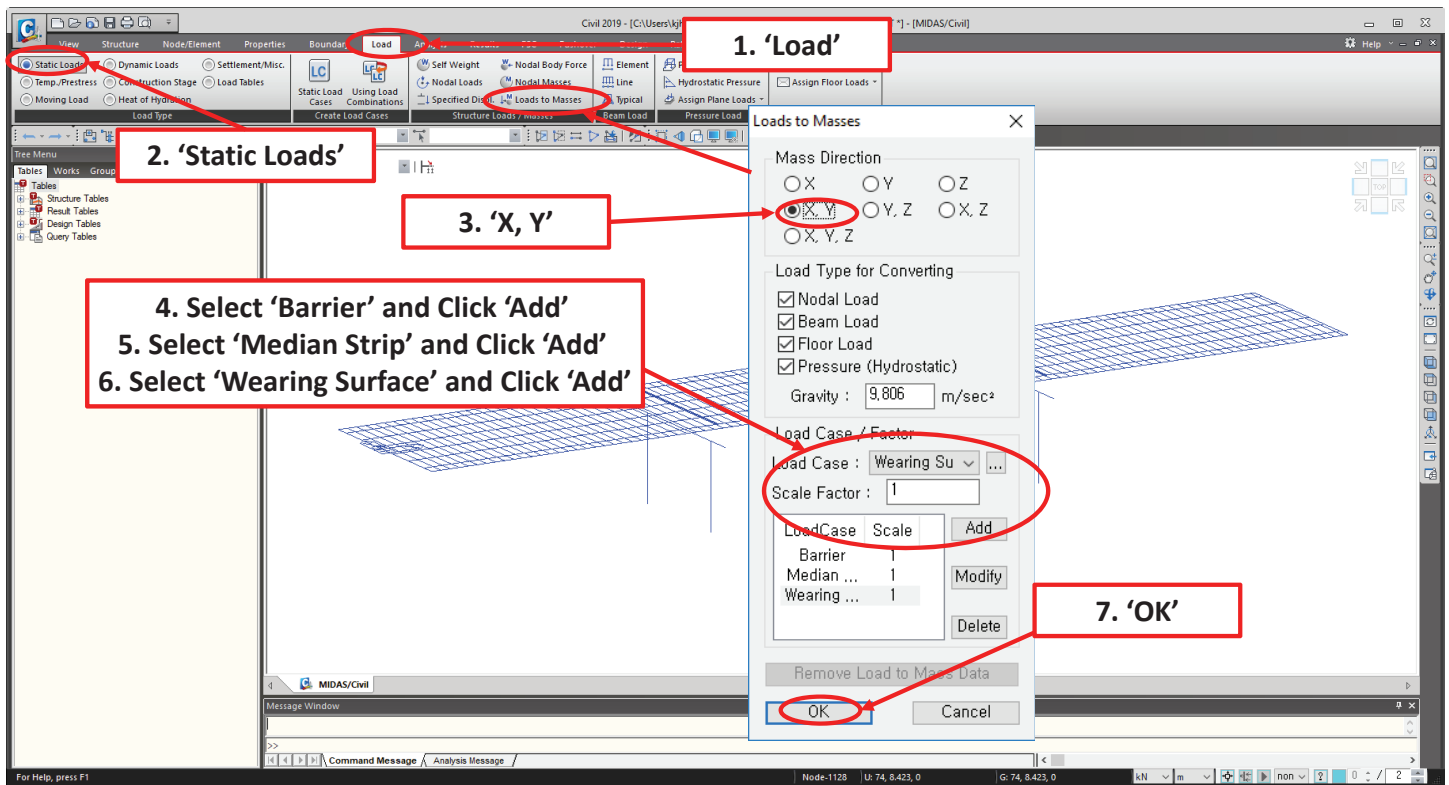 Civil 2019 - [C:\Users\kjh
*] - [MIDAS/Civil]
View Structure Node/Element Properties Boundary Load
Help
Static Loads Dynamic Loads Settlement/Misc.
Temp./Prestress Construction Stage Load Tables
Moving Load Heat of Hydration
Load Type
LC
LC
Static Load Cases
Using Load Combinations
Create Load Cases
Self Weight Nodal Body Force
Nodal Loads Nodal Masses
Specified Displ. Loads to Masses
Structure Loads / Masses
Element
Line
Typical
Beam Load
Hydrostatic Pressure
Assign Plane Loads
Pressure Load
Assign Floor Loads
1. ‘Load’
2. ‘Static Loads’
3. ‘X, Y’
4. Select ‘Barrier’ and Click ‘Add’
5. Select ‘Median Strip’ and Click ‘Add’
6. Select ‘Wearing Surface’ and Click ‘Add’
7. ‘OK’
Tree Menu
Tables Works Group
Tables
Structure Tables
Result Tables
Design Tables
Query Tables
TOP
Loads to Masses
Mass Direction
X Y Z
X, Y Y, Z X, Z
X, Y, Z
Load Type for Converting
Nodal Load
Beam Load
Floor Load
Pressure (Hydrostatic)
Gravity : 9,806 m/sec²
Load Case / Factor
Load Case : Wearing Su ...
Scale Factor : 1
LoadCase Scale
Barrier 1
Median ... 1
Wearing ... 1
Add
Modify
Delete
Remove Load to Mass Data
OK Cancel
MIDAS/Civil
Message Window
>>
Command Message Analysis Message
For Help, press F1
Node-1128 U: 74, 8.423, 0 G: 74, 8.423, 0 kN m non ? 0 / 2